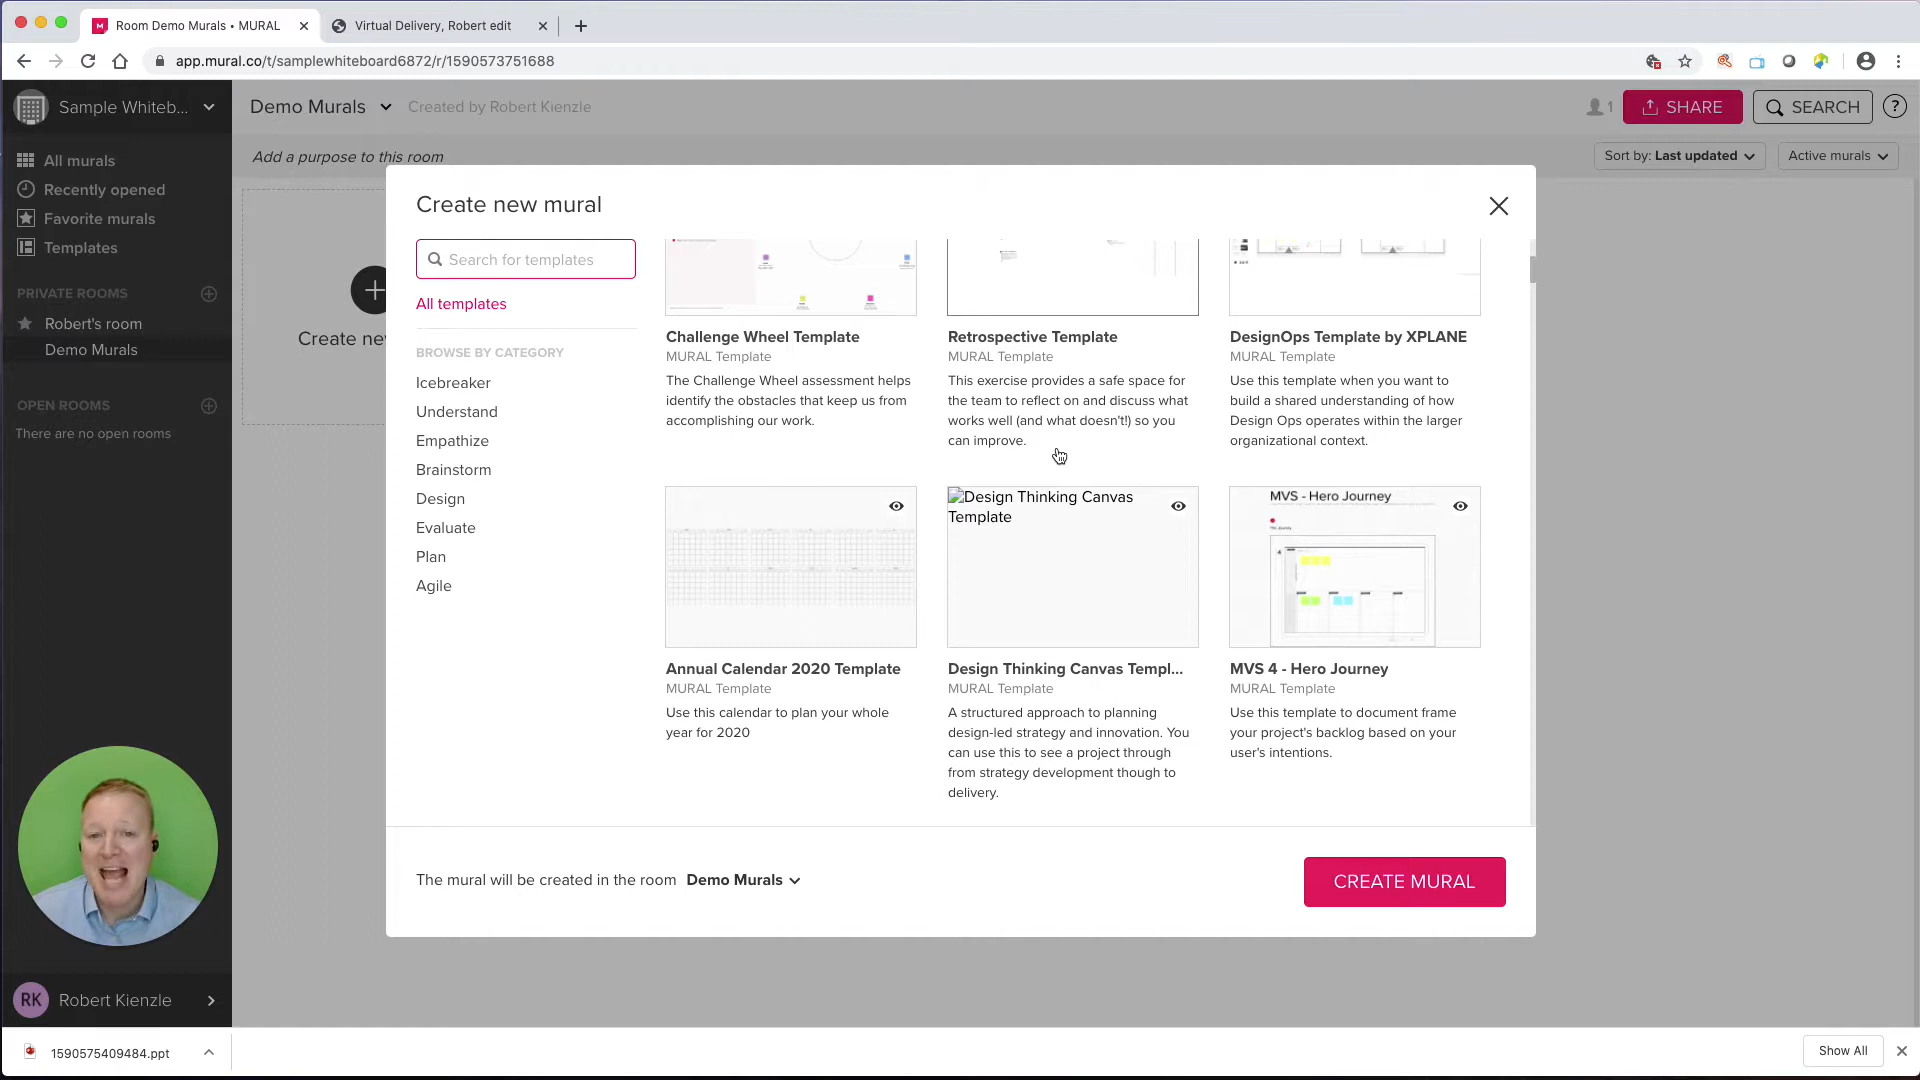 Room Demo Murals • MURAL
Virtual Delivery, Robert edit
app.mural.co/t/samplewhiteboard6872/r/1590573751688
Sample Whiteb...
Demo Murals
Created by Robert Kienzle
1
SHARE
SEARCH
?
Add a purpose to this room
Sort by: Last updated
Active murals
All murals
Recently opened
Favorite murals
Templates
PRIVATE ROOMS
Robert's room
Demo Murals
OPEN ROOMS
There are no open rooms
Create new
Create new mural
Search for templates
All templates
BROWSE BY CATEGORY
Icebreaker
Understand
Empathize
Brainstorm
Design
Evaluate
Plan
Agile
Challenge Wheel Template
MURAL Template
The Challenge Wheel assessment helps
identify the obstacles that keep us from
accomplishing our work.
Retrospective Template
MURAL Template
This exercise provides a safe space for
the team to reflect on and discuss what
works well (and what doesn't!) so you
can improve.
DesignOps Template by XPLANE
MURAL Template
Use this template when you want to
build a shared understanding of how
Design Ops operates within the larger
organizational context.
Annual Calendar 2020 Template
MURAL Template
Use this calendar to plan your whole
year for 2020
Design Thinking Canvas
Template
Design Thinking Canvas Templ...
MURAL Template
A structured approach to planning
design-led strategy and innovation. You
can use this to see a project through
from strategy development though to
delivery.
MVS - Hero Journey
MVS 4 - Hero Journey
MURAL Template
Use this template to document frame
your project's backlog based on your
user's intentions.
The mural will be created in the room Demo Murals
CREATE MURAL
RK
Robert Kienzle
1590575409484.ppt
Show All